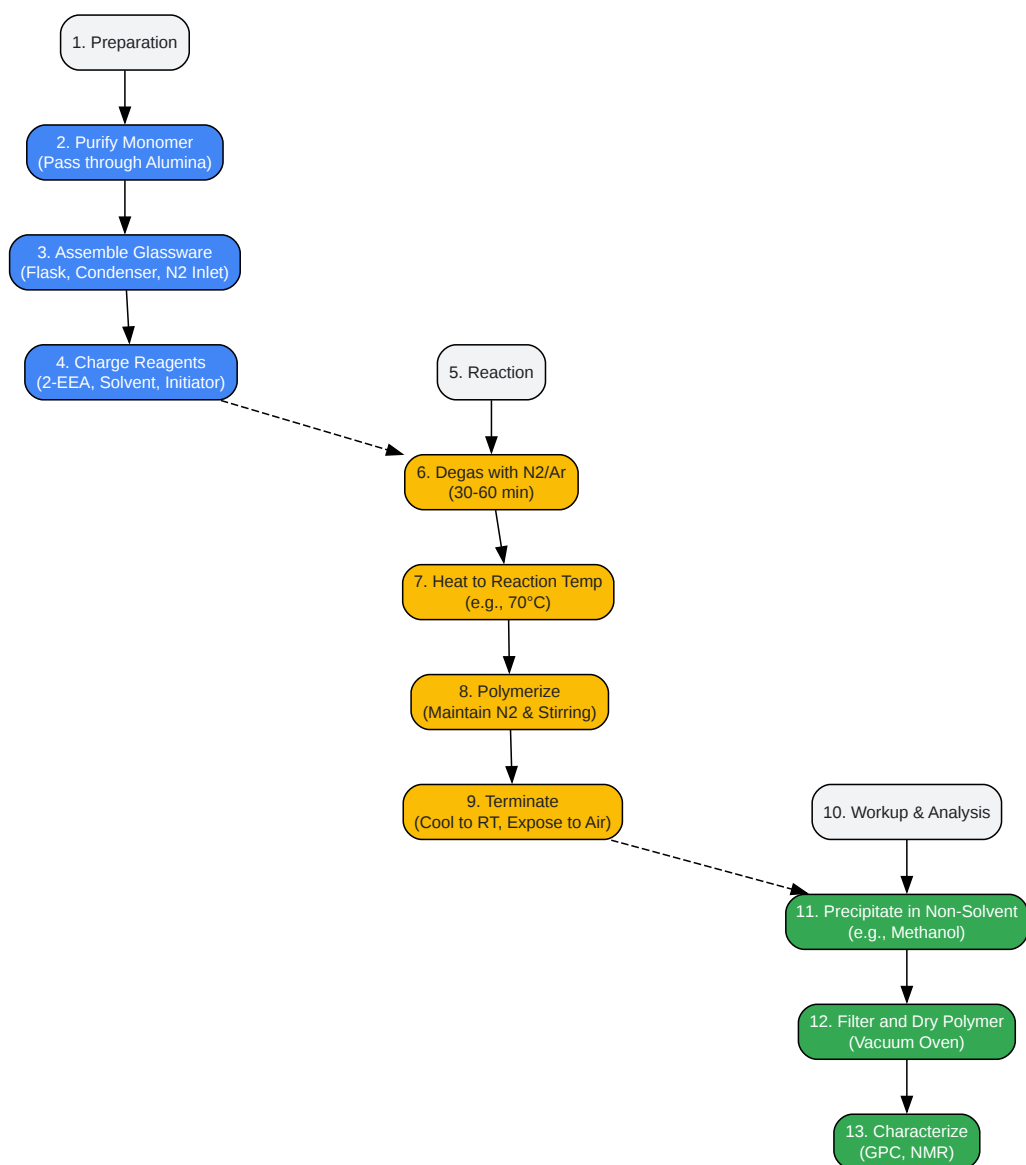 1. Preparation
2. Purify Monomer
(Pass through Alumina)
3. Assemble Glassware
(Flask, Condenser, N2 Inlet)
4. Charge Reagents
(2-EEA, Solvent, Initiator)
5. Reaction
6. Degas with N2/Ar
(30-60 min)
7. Heat to Reaction Temp
(e.g., 70°C)
8. Polymerize
(Maintain N2 & Stirring)
9. Terminate
(Cool to RT, Expose to Air)
10. Workup & Analysis
11. Precipitate in Non-Solvent
(e.g., Methanol)
12. Filter and Dry Polymer
(Vacuum Oven)
13. Characterize
(GPC, NMR)